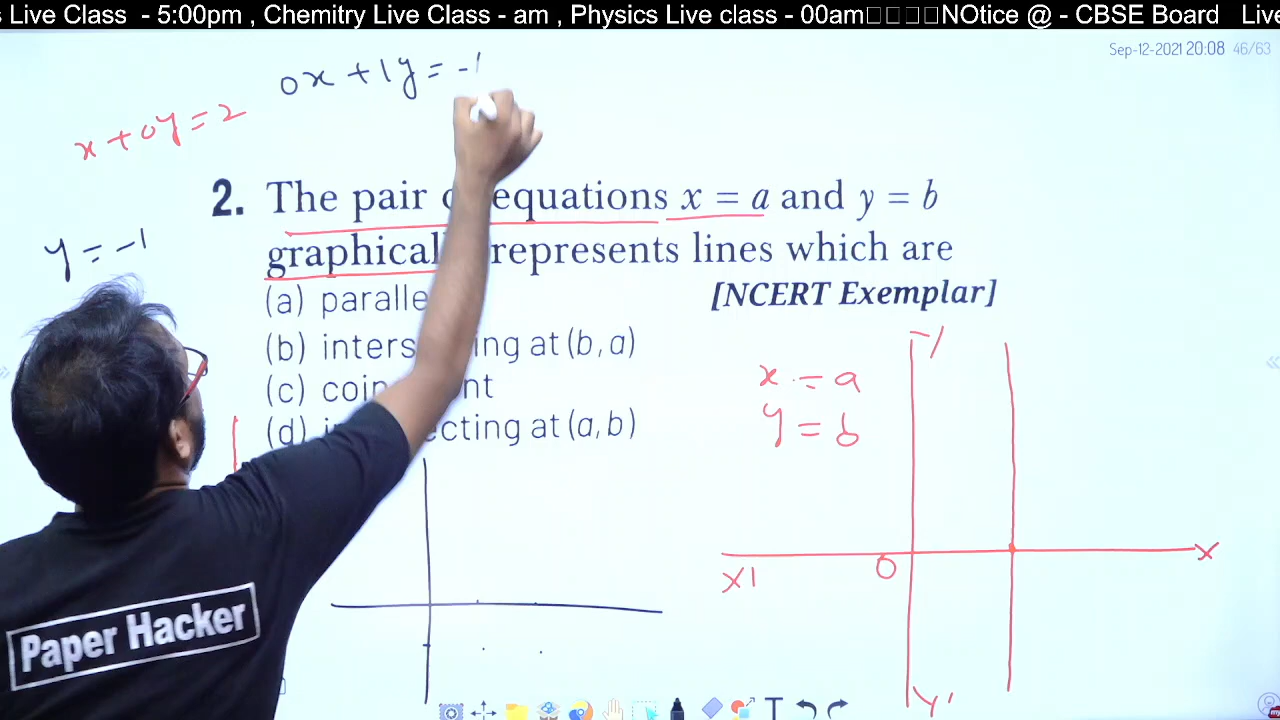 s Live Class - 5:00pm , Chemitry Live Class - am , Physics Live class - 00am□□□□NOtice @ - CBSE Board Live
Sep-12-2021 20:08 46/63
0x + 1y = -1
x + 0y = 2
2. The pair equations x = a and y = b
y = -1
graphical represents lines which are
(a) paralle
[NCERT Exemplar]
(b) inters ing at (b, a)
(c) coin nt
(d) i cting at (a, b)
x = a
y = b
Y
X1
O
X
Y'
T
Paper Hacker